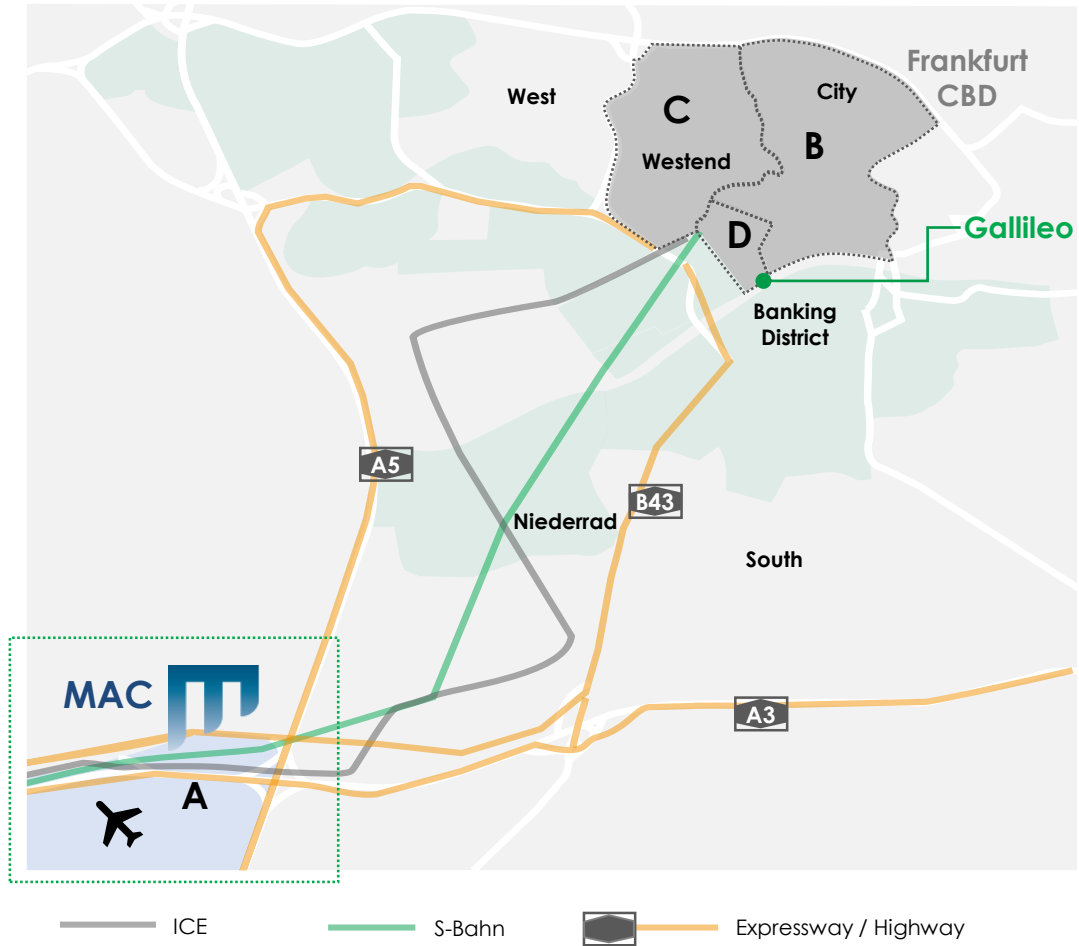 Frankfurt
CBD
City
West
C
Westend
B
D
Gallileo
Banking
District
A5
B43
Niederrad
South
MAC
A3
A
ICE
S-Bahn
Expressway / Highway